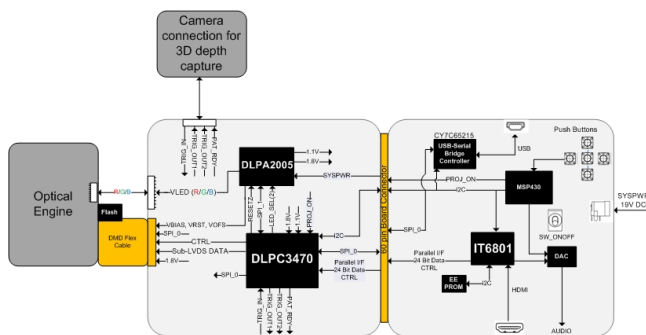 Camera
connection for
3D depth
capture
TRIG_IN
TRIG_OUT1
TRIG_OUT2
PAT_RDY
DLPA2005
1.1V
1.8V
SYSPWR
VLED (R/G/B)
R/G/B
Optical
Engine
Flash
DMD Flex
Cable
VBIAS, VRST, VOFS
SPI_0
CTRL
Sub-LVDS DATA
1.8V
RESETZ
SPI_1
LED_SEL(2)
1.8V
1.1V
PROJ_ON
DLPC3470
I2C
SPI_0
Parallel I/F
24 Bit Data
CTRL
SPI_0
TRIG_IN
TRIG_OUT1
TRIG_OUT2
PAT_RDY
60 pin Board Connector
CY7C65215
USB-Serial
Bridge
Controller
USB
Push Buttons
PROJ_ON
I2C
MSP430
SYSPWR
19V DC
SW_ONOFF
SPI_0
Parallel I/F
24 Bit Data
CTRL
IT6801
DAC
EE
PROM
I2C
HDMI
AUDIO